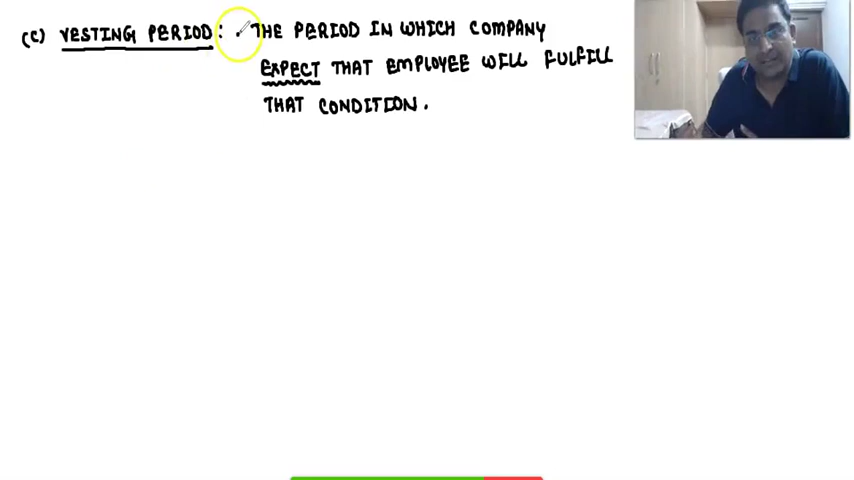 (C) VESTING PERIOD : THE PERIOD IN WHICH COMPANY
EXPECT THAT EMPLOYEE WILL FULFILL
THAT CONDITION.